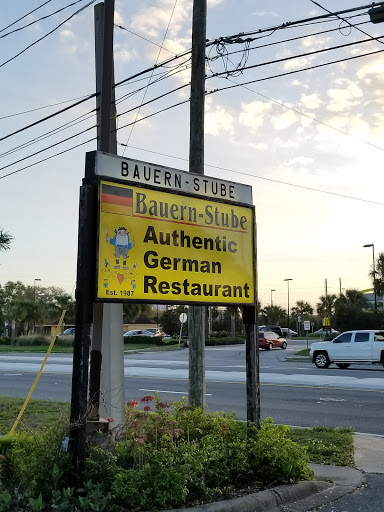 BAUERN-STUBE
Bauern-Stube
Authentic
German
Restaurant
Est. 1987